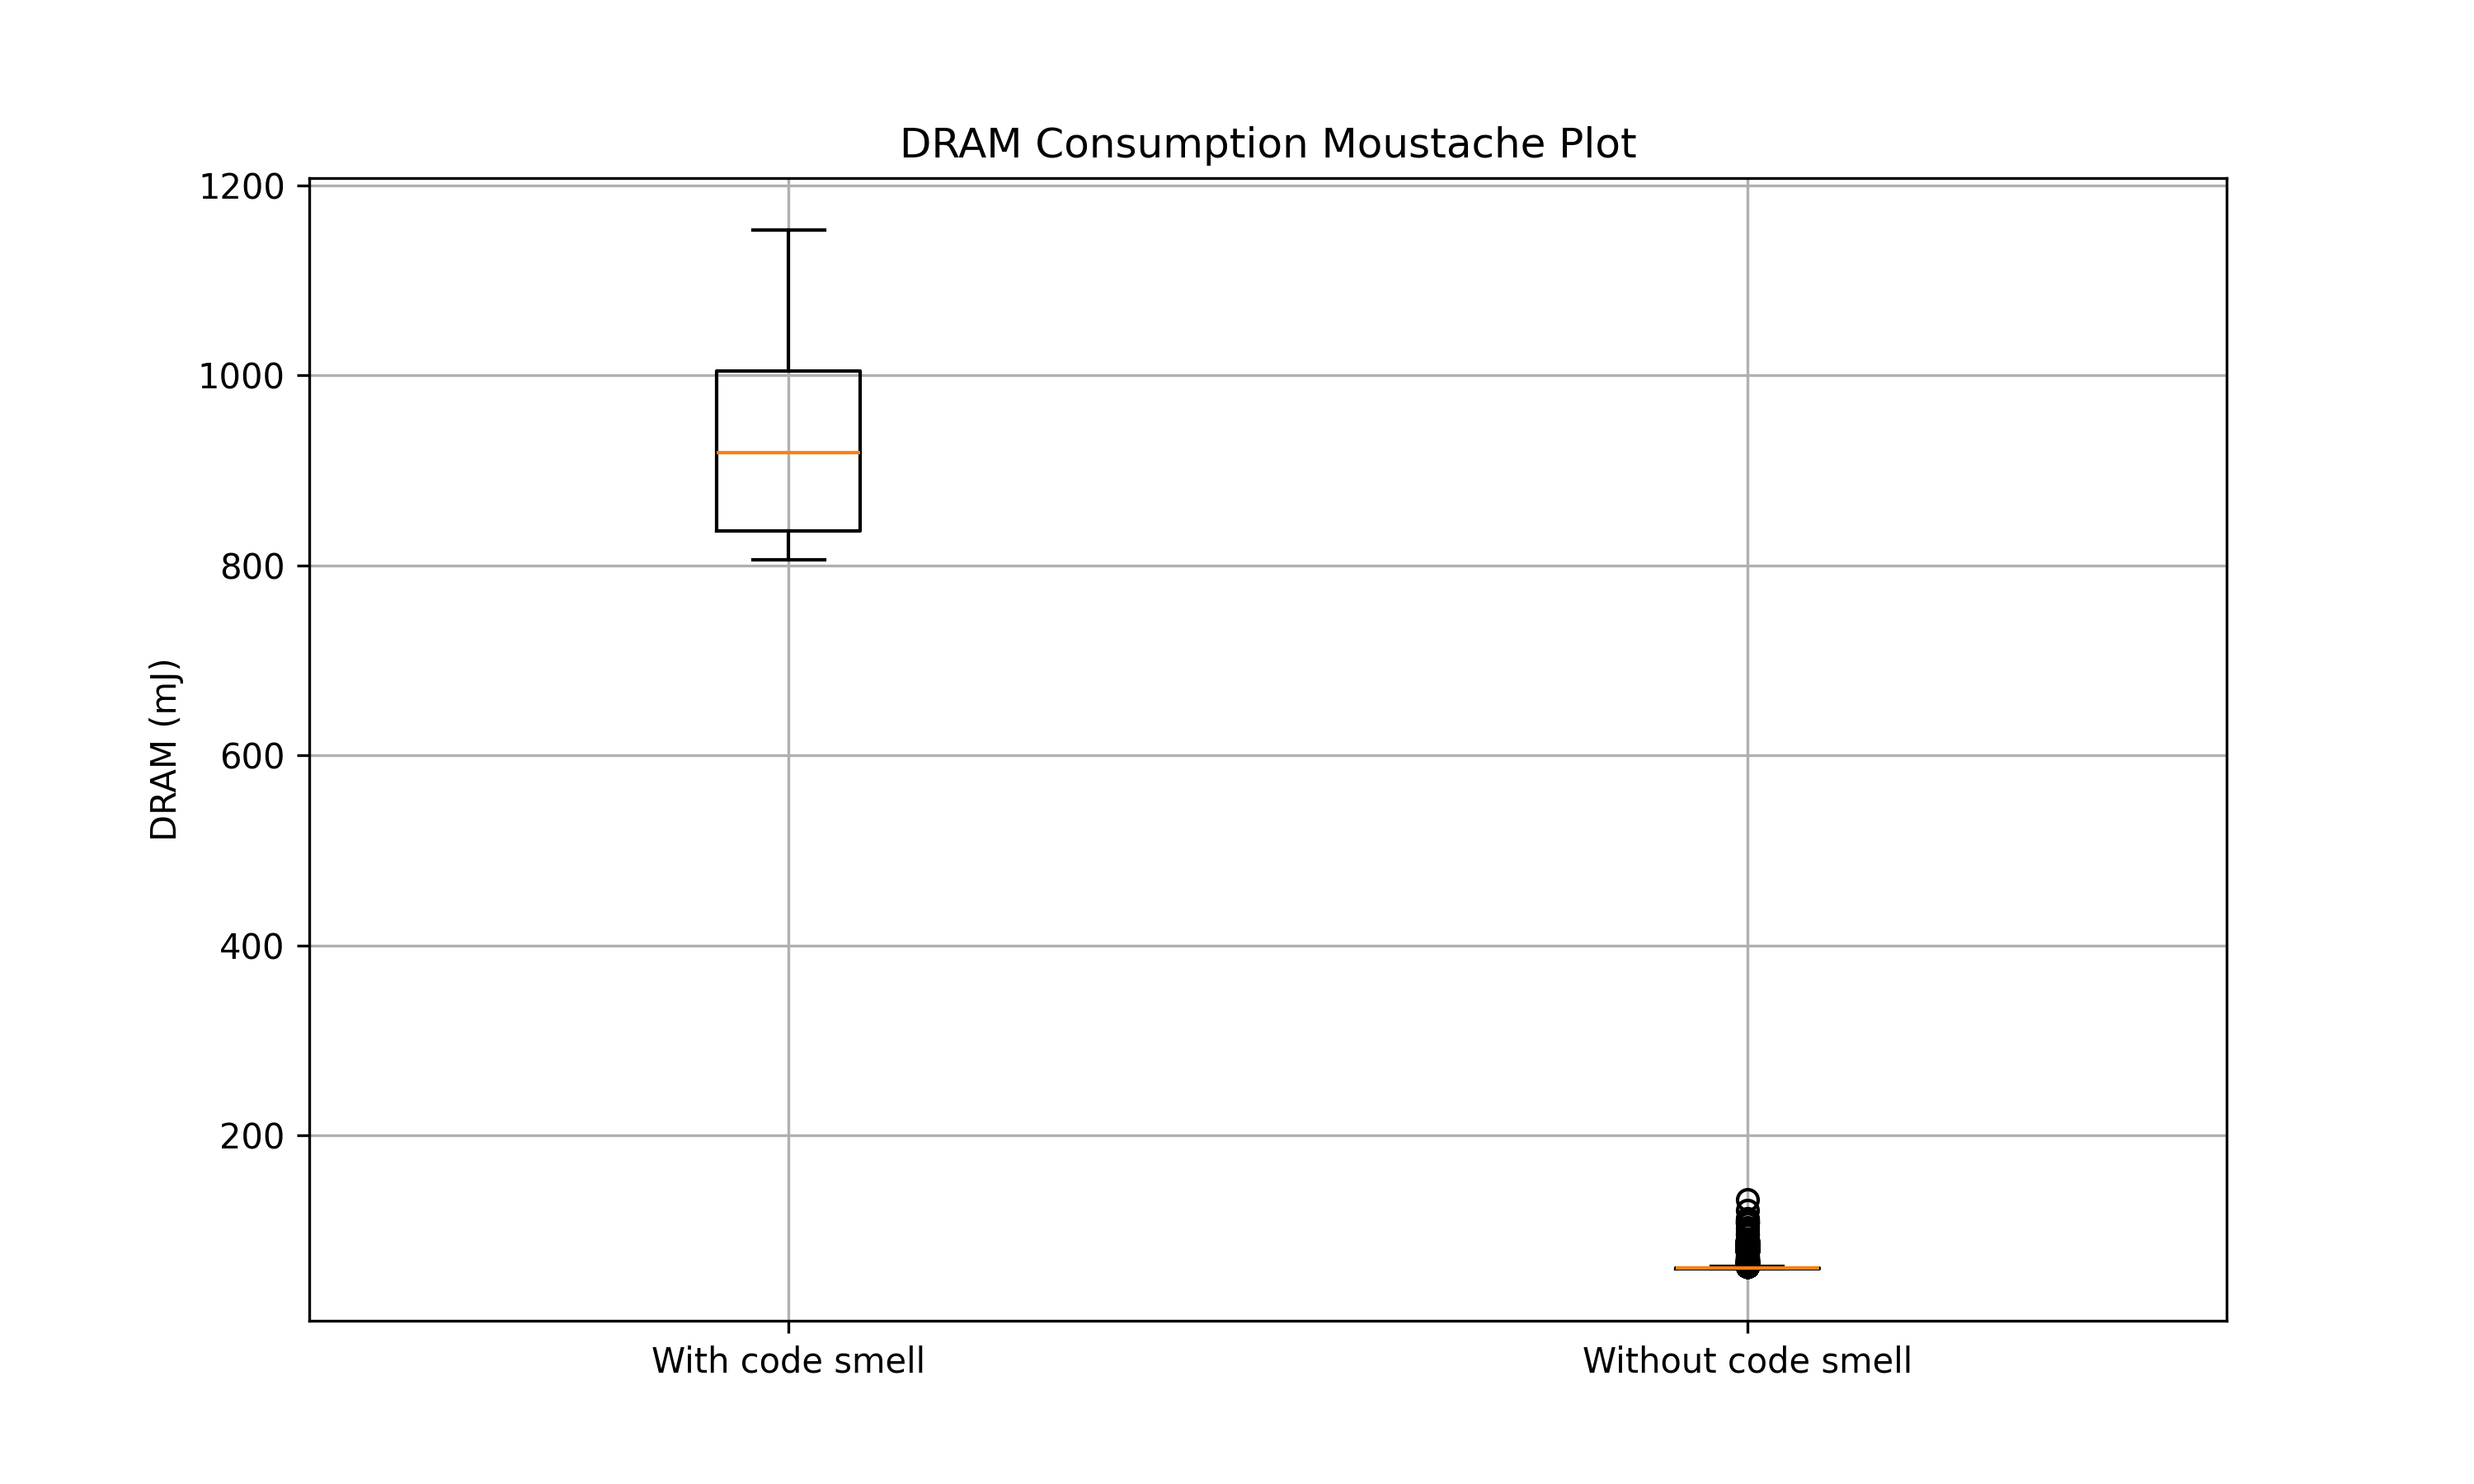 DRAM Consumption Moustache Plot
1200
1000
800
600
400
200
DRAM (mJ)
With code smell
Without code smell